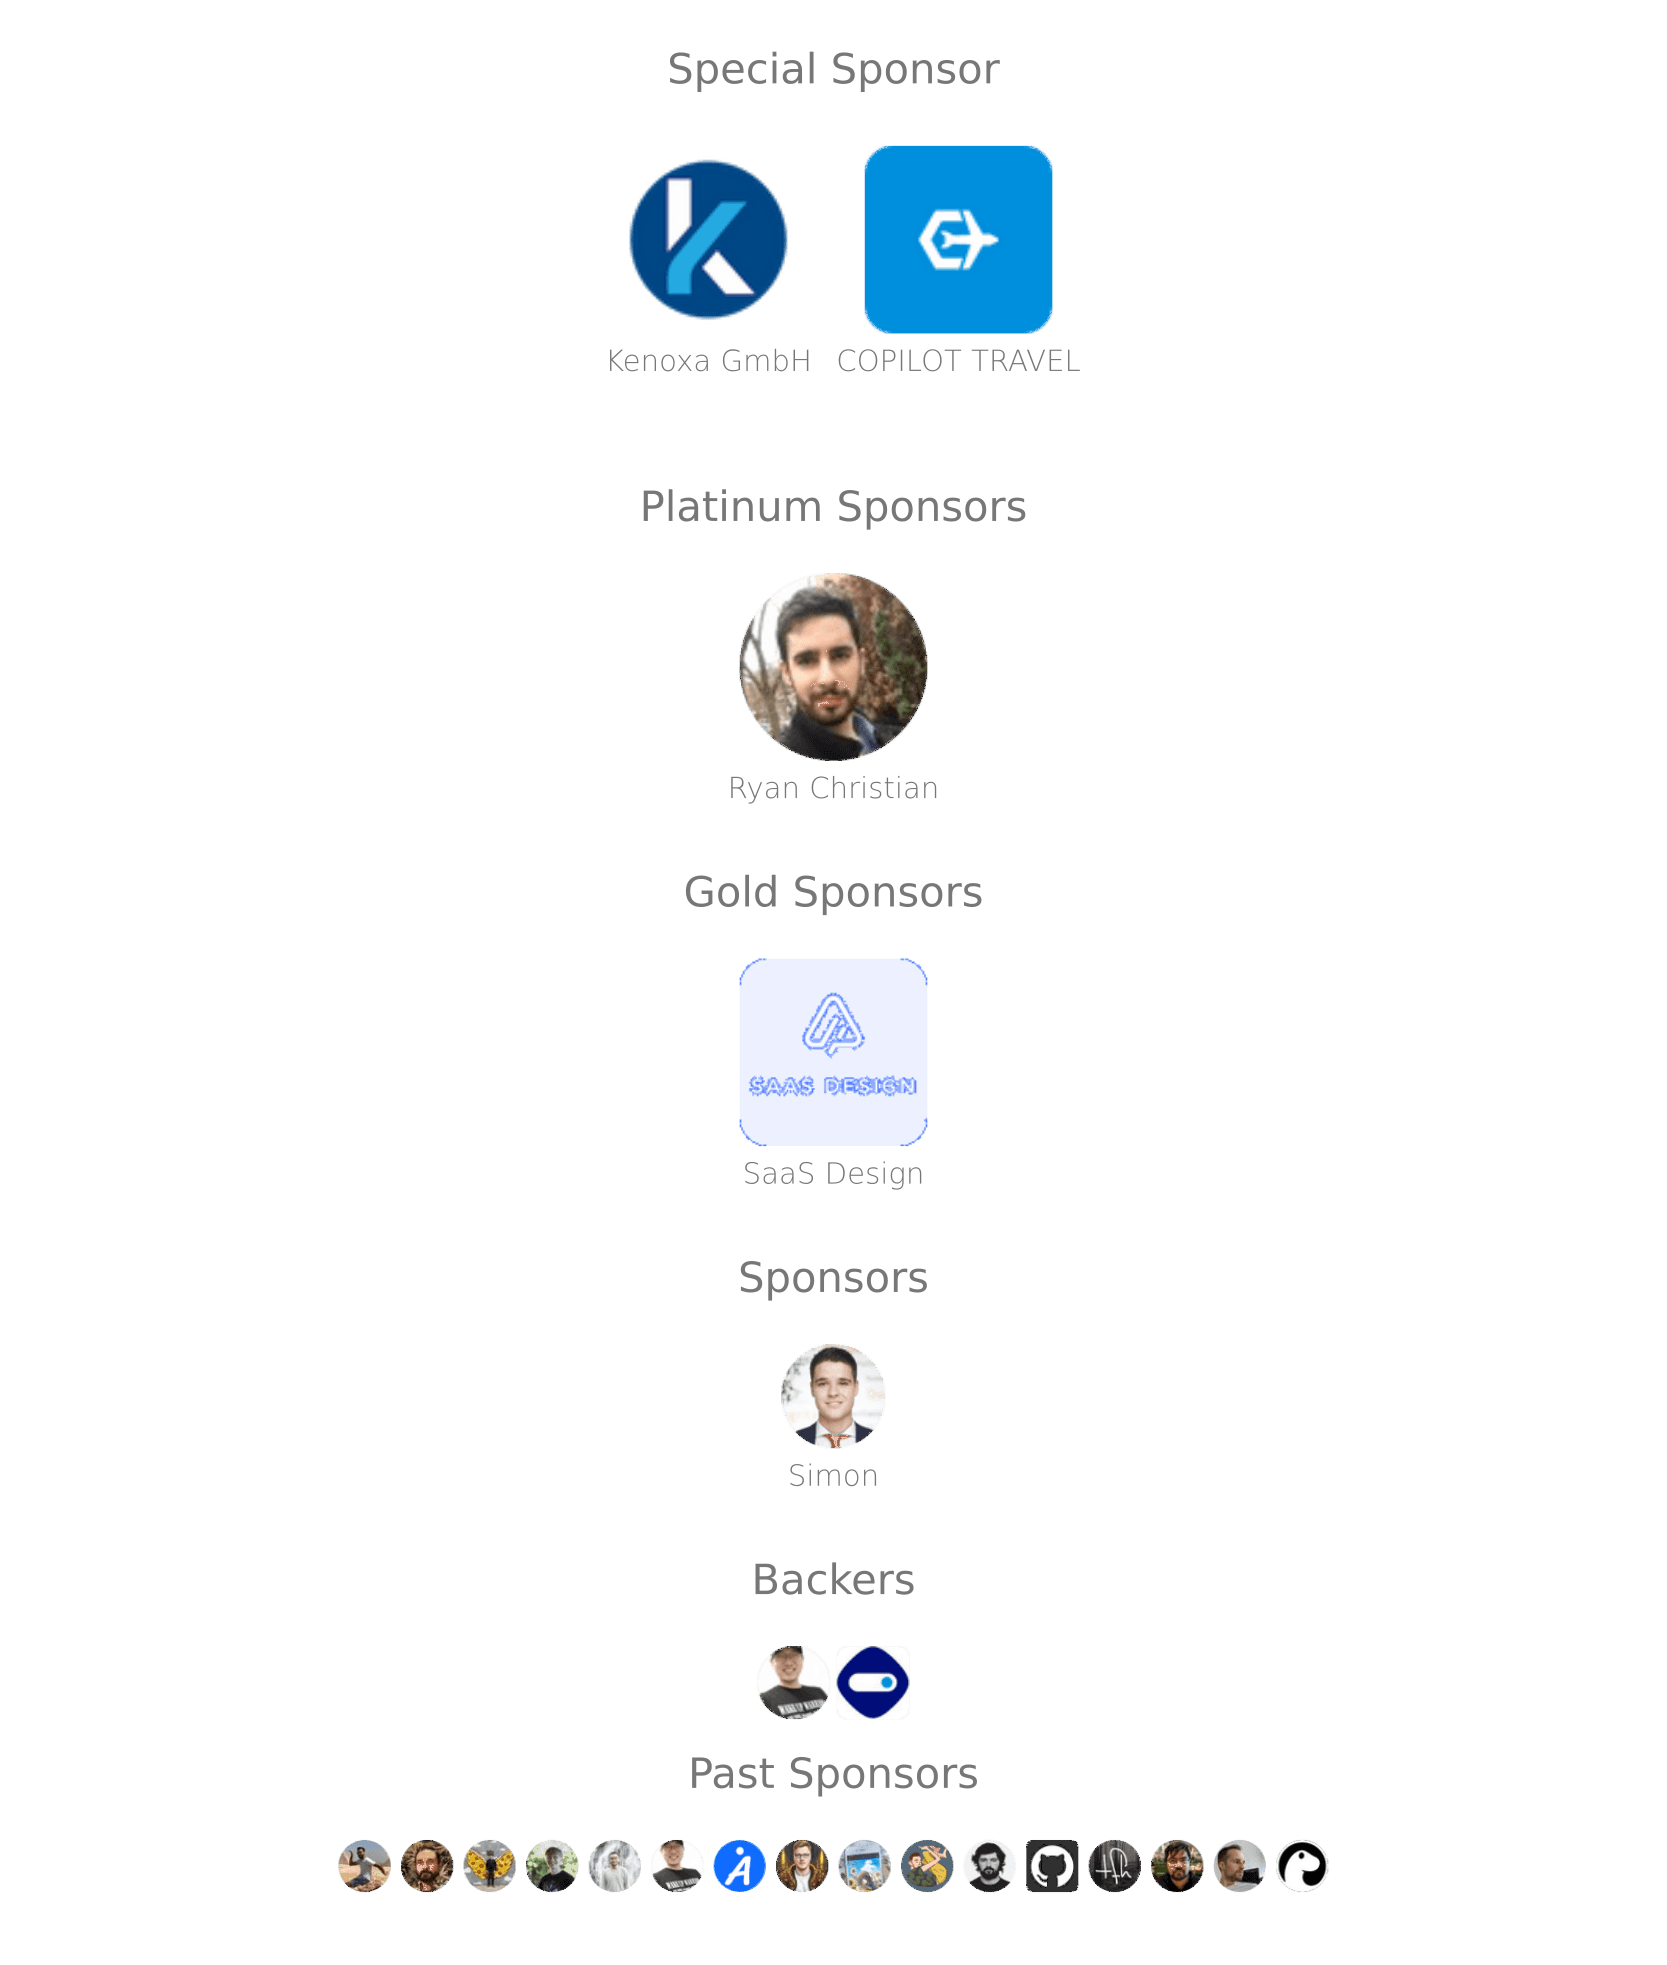 Special Sponsor
Kenoxa GmbH COPILOT TRAVEL
Platinum Sponsors
Ryan Christian
Gold Sponsors
SAAS DESIGN
SaaS Design
Sponsors
Simon
Backers
Past Sponsors